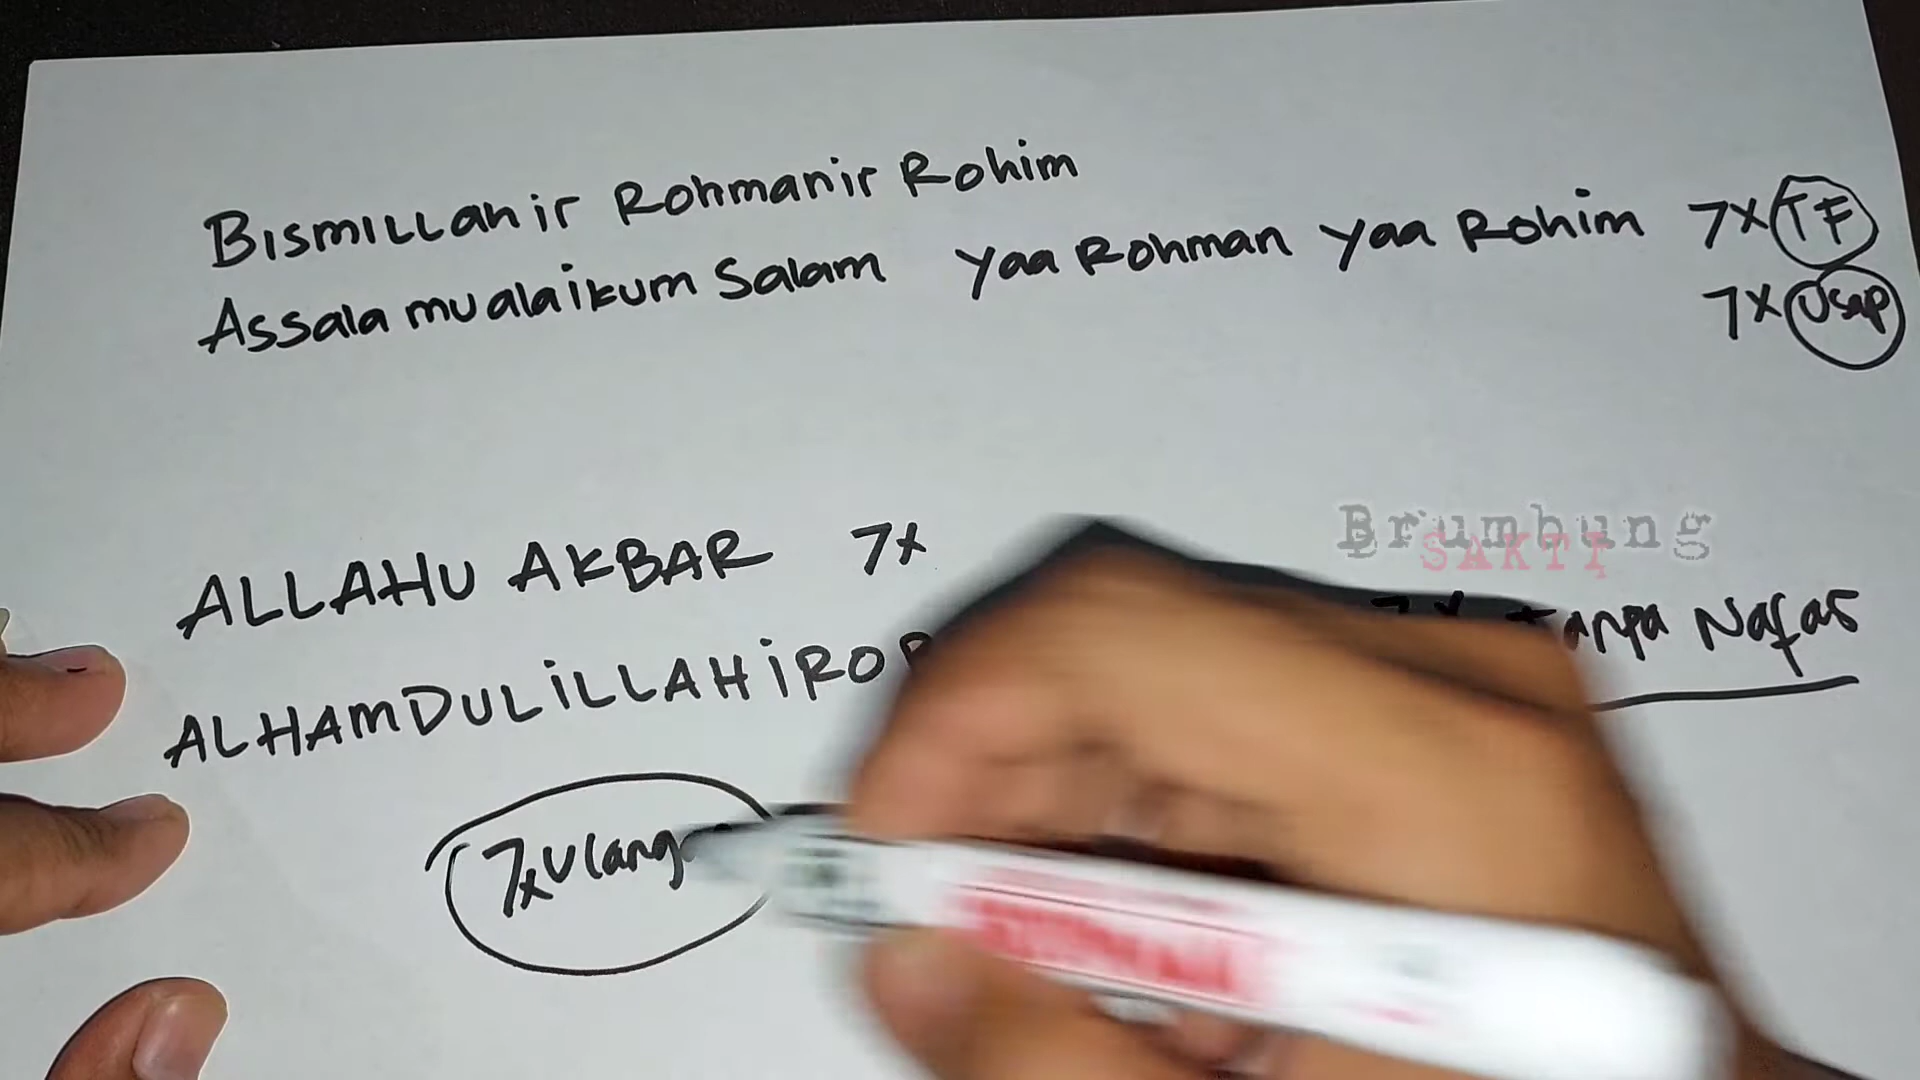 Bismillahir Rohmanir Rohim
Assalamualaikum Salam Yaa Rohman Yaa Rohim 7x TF
7x Usap
Brumbung
SAKTI
ALLAHU AKBAR 7x
ALHAMDULILLAHIROB Tanpa Nafas
7x Ulang